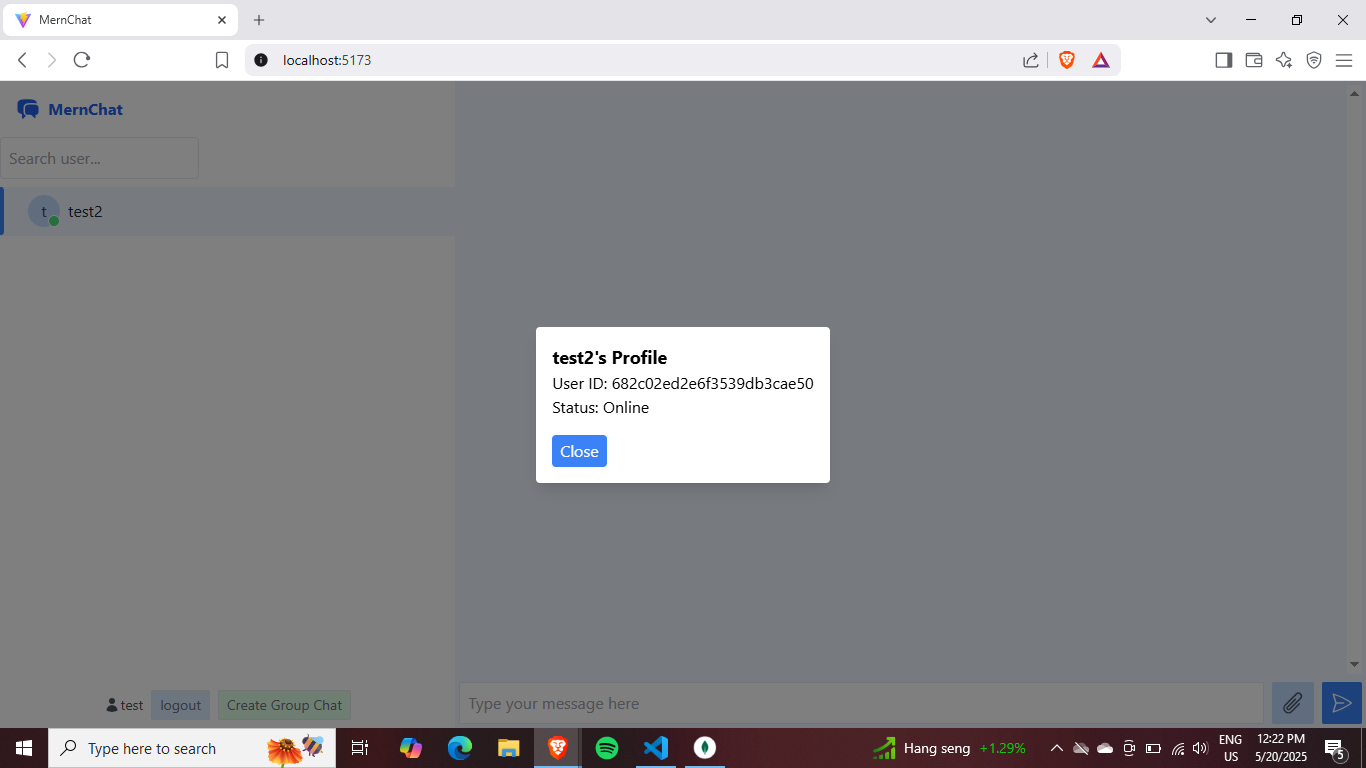 MernChat
localhost:5173
MernChat
Search user...
t test2
test2's Profile
User ID: 682c02ed2e6f3539db3cae50
Status: Online
Close
test logout Create Group Chat
Type your message here
Type here to search
Hang seng +1.29%
ENG
US
12:22 PM
5/20/2025
5